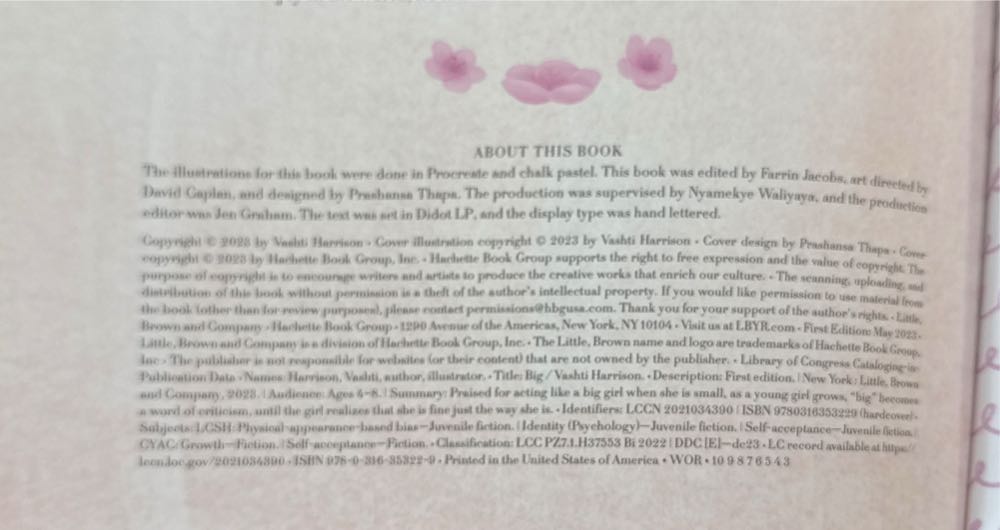 ABOUT THIS BOOK
The illustrations for this book were done in Procreate and chalk pastel. This book was edited by Farrin Jacobs, art directed by
David Caplan, and designed by Prashansa Thapa. The production was supervised by Nyamekye Waliyaya, and the production
editor was Jen Graham. The text was set in Didot LP, and the display type was hand lettered.
Copyright © 2023 by Vashti Harrison • Cover illustration copyright © 2023 by Vashti Harrison • Cover design by Prashansa Thapa • Cover
copyright © 2023 by Hachette Book Group, Inc. • Hachette Book Group supports the right to free expression and the value of copyright. The
purpose of copyright is to encourage writers and artists to produce the creative works that enrich our culture. • The scanning, uploading, and
distribution of this book without permission is a theft of the author's intellectual property. If you would like permission to use material from
the book (other than for review purposes), please contact permissions@hbgusa.com. Thank you for your support of the author's rights. • Little,
Brown and Company • Hachette Book Group • 1290 Avenue of the Americas, New York, NY 10104 • Visit us at LBYR.com • First Edition: May 2023 •
Little, Brown and Company is a division of Hachette Book Group, Inc. • The Little, Brown name and logo are trademarks of Hachette Book Group,
Inc. • The publisher is not responsible for websites (or their content) that are not owned by the publisher. • Library of Congress Cataloging-in-
Publication Data • Names: Harrison, Vashti, author, illustrator. • Title: Big / Vashti Harrison. • Description: First edition. | New York : Little, Brown
and Company, 2023. | Audience: Ages 4–8. | Summary: Praised for acting like a big girl when she is small, as a young girl grows, "big" becomes
a word of criticism, until the girl realizes that she is fine just the way she is. • Identifiers: LCCN 2021034390 | ISBN 9780316353229 (hardcover) •
Subjects: LCSH: Physical-appearance-based bias—Juvenile fiction. | Identity (Psychology)—Juvenile fiction. | Self-acceptance—Juvenile fiction. |
CYAC: Growth—Fiction. | Self-acceptance—Fiction. • Classification: LCC PZ7.1.H37553 Bi 2022 | DDC [E]—dc23 • LC record available at https://
lccn.loc.gov/2021034390 • ISBN 978-0-316-35322-9 • Printed in the United States of America • WOR • 10 9 8 7 6 5 4 3